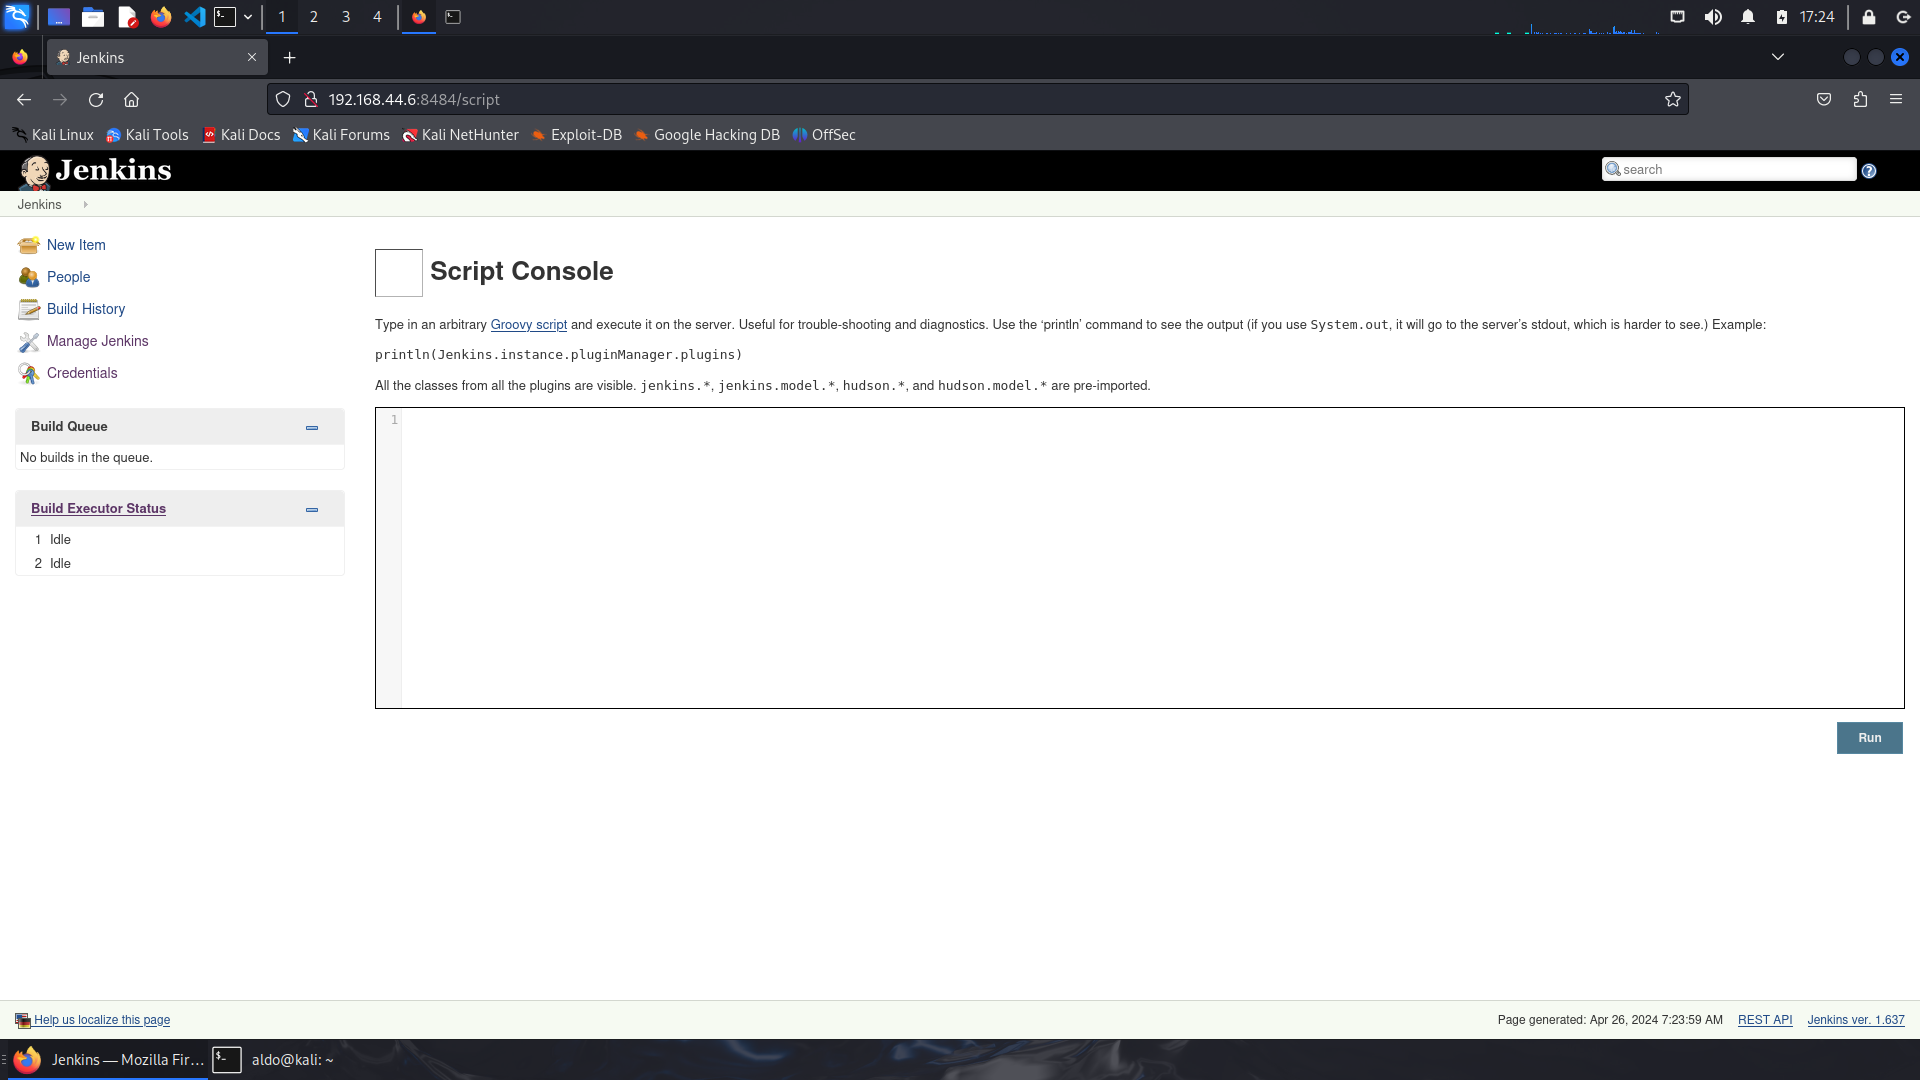 1 2 3 4
17:24
Jenkins
192.168.44.6:8484/script
Kali Linux Kali Tools Kali Docs Kali Forums Kali NetHunter Exploit-DB Google Hacking DB OffSec
Jenkins
search
Jenkins
New Item
People
Build History
Manage Jenkins
Credentials
Build Queue
No builds in the queue.
Build Executor Status
1 Idle
2 Idle
Script Console
Type in an arbitrary Groovy script and execute it on the server. Useful for trouble-shooting and diagnostics. Use the ‘println’ command to see the output (if you use System.out, it will go to the server’s stdout, which is harder to see.) Example:
println(Jenkins.instance.pluginManager.plugins)
All the classes from all the plugins are visible. jenkins.*, jenkins.model.*, hudson.*, and hudson.model.* are pre-imported.
1
Run
Help us localize this page
Page generated: Apr 26, 2024 7:23:59 AM REST API Jenkins ver. 1.637
Jenkins — Mozilla Fir... aldo@kali: ~